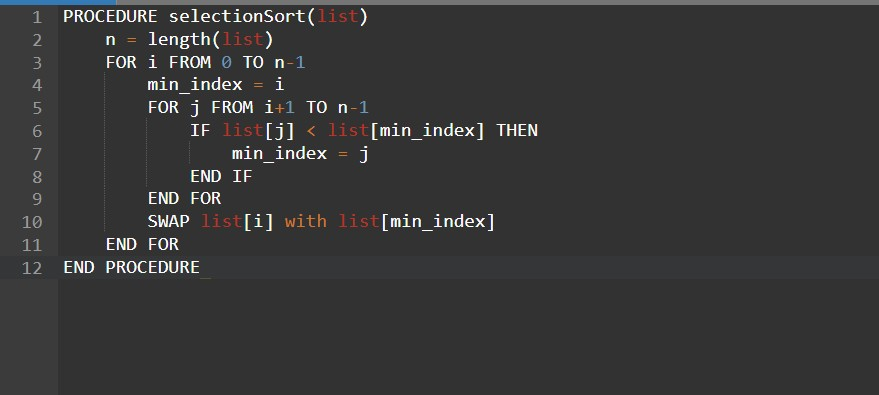 1 PROCEDURE selectionSort(list)
2     n = length(list)
3     FOR i FROM 0 TO n-1
4         min_index = i
5         FOR j FROM i+1 TO n-1
6             IF list[j] < list[min_index] THEN
7                 min_index = j
8             END IF
9         END FOR
10         SWAP list[i] with list[min_index]
11     END FOR
12 END PROCEDURE